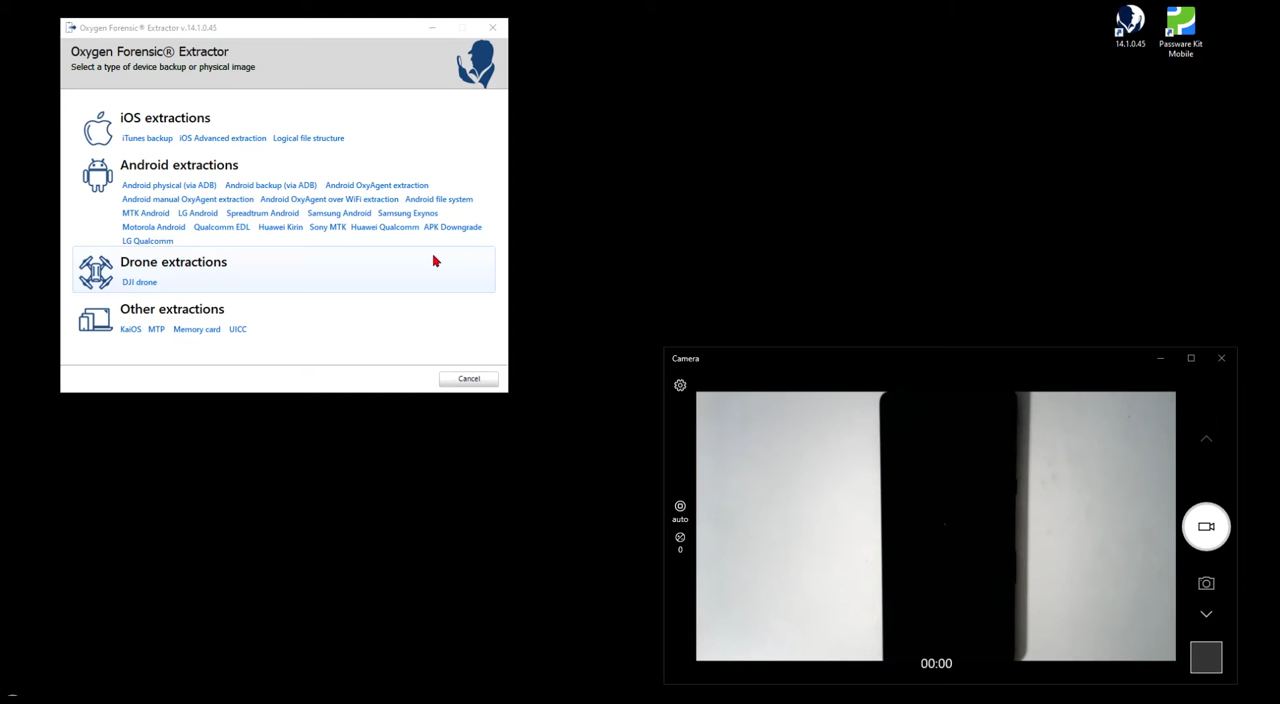 Oxygen Forensic® Extractor v.14.1.0.45
Oxygen Forensic® Extractor
Select a type of device backup or physical image
iOS extractions
iTunes backup iOS Advanced extraction Logical file structure
Android extractions
Android physical (via ADB) Android backup (via ADB) Android OxyAgent extraction
Android manual OxyAgent extraction Android OxyAgent over WiFi extraction Android file system
MTK Android LG Android Spreadtrum Android Samsung Android Samsung Exynos
Motorola Android Qualcomm EDL Huawei Kirin Sony MTK Huawei Qualcomm APK Downgrade
LG Qualcomm
Drone extractions
DJI drone
Other extractions
KaiOS MTP Memory card UICC
Cancel
14.1.0.45
Passware Kit
Mobile
Camera
auto
0
00:00